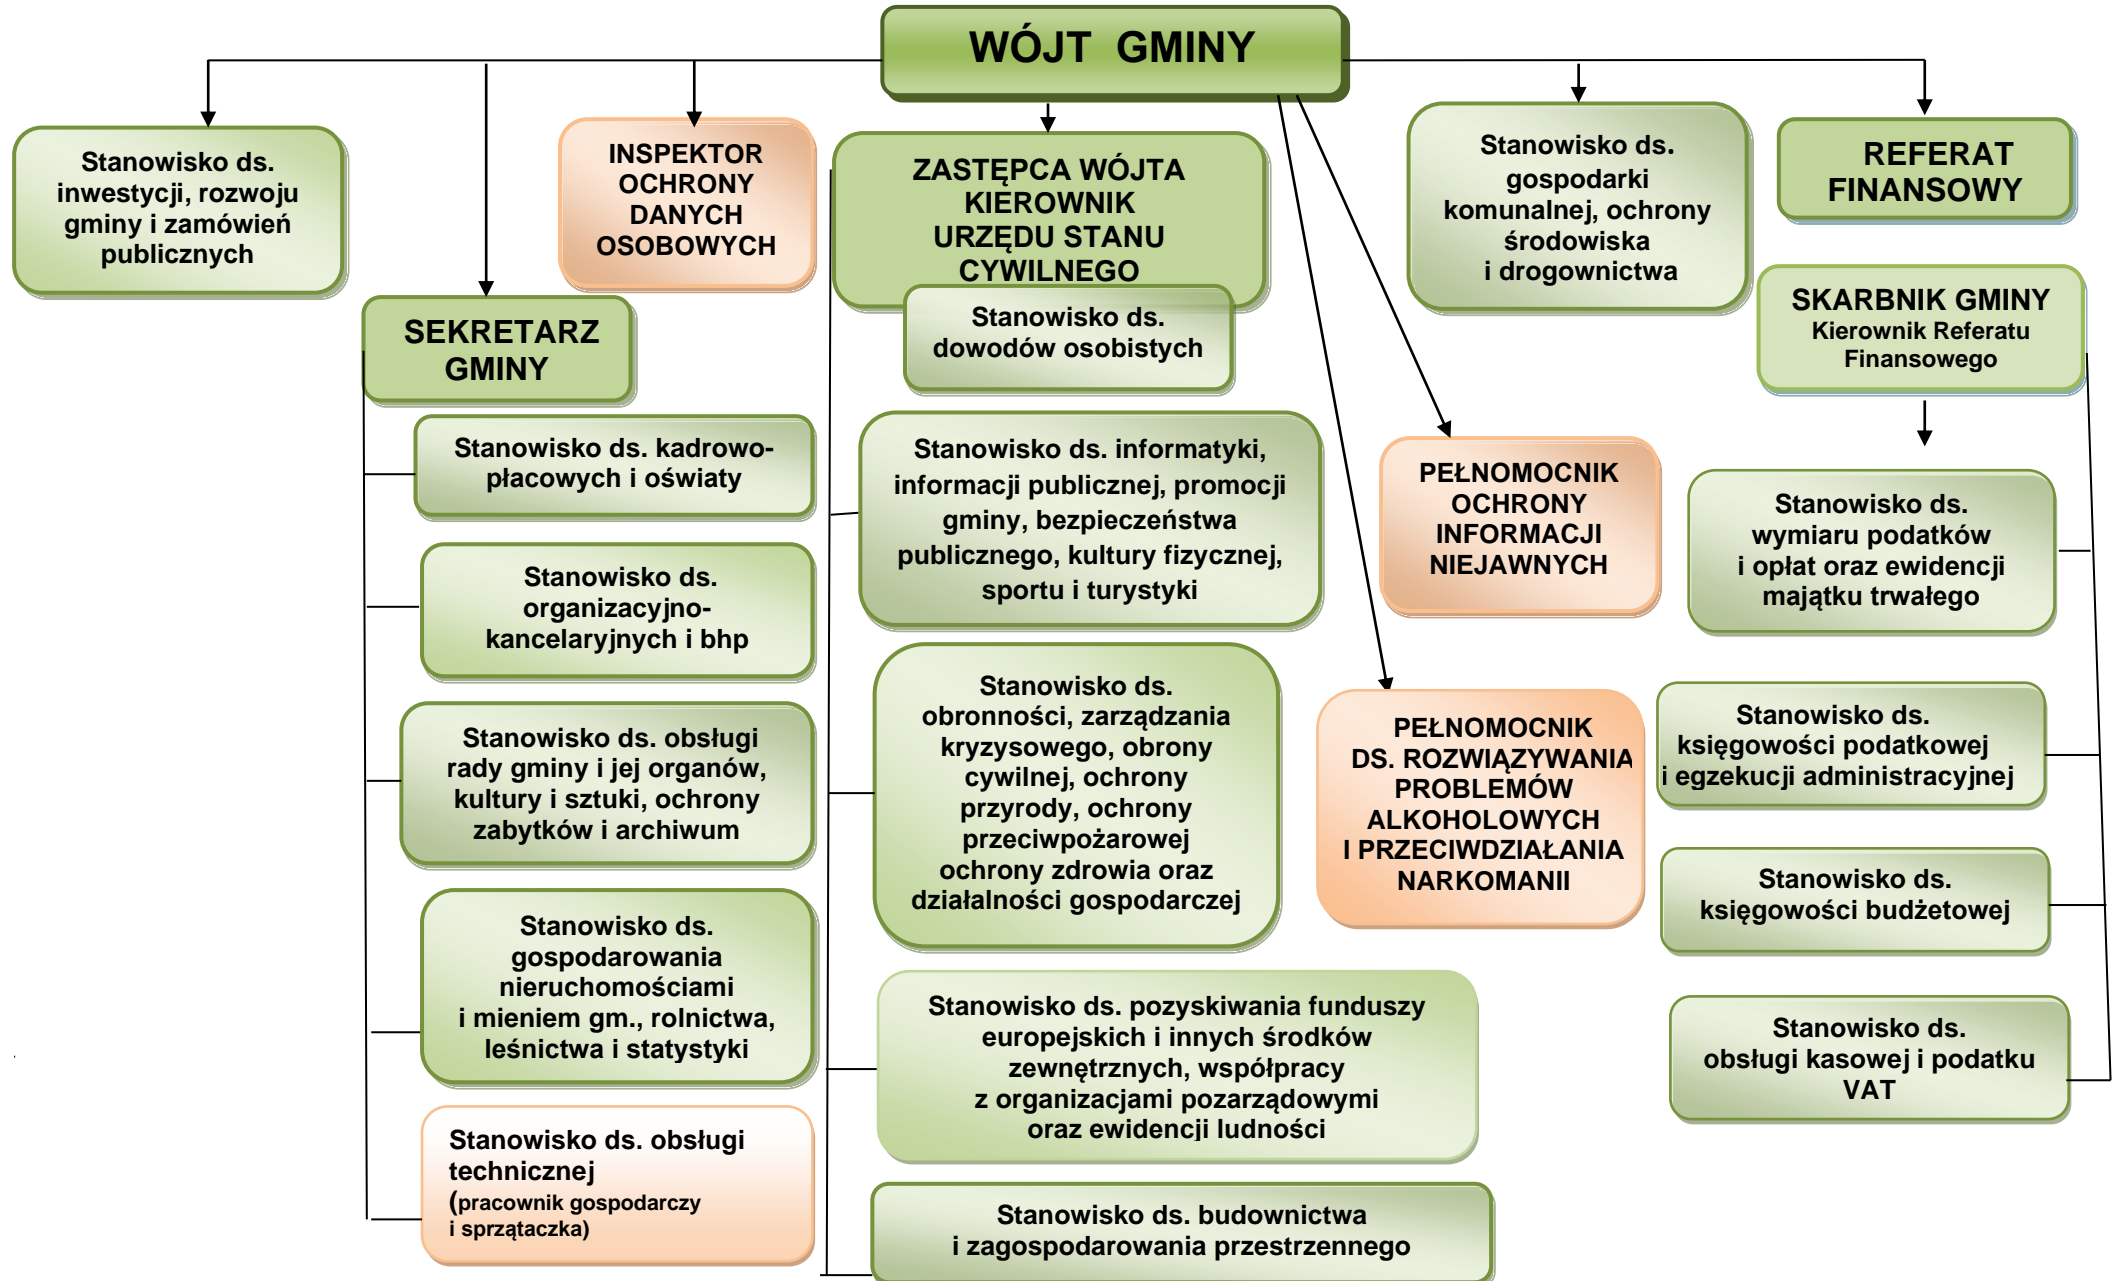 WÓJT GMINY
Stanowisko ds.
inwestycji, rozwoju
gminy i zamówień
publicznych
INSPEKTOR
OCHRONY
DANYCH
OSOBOWYCH
ZASTĘPCA WÓJTA
KIEROWNIK
URZĘDU STANU
CYWILNEGO
Stanowisko ds.
dowodów osobistych
Stanowisko ds.
gospodarki
komunalnej, ochrony
środowiska
i drogownictwa
REFERAT
FINANSOWY
SKARBNIK GMINY
Kierownik Referatu
Finansowego
SEKRETARZ
GMINY
Stanowisko ds. kadrowo-
płacowych i oświaty
Stanowisko ds.
organizacyjno-
kancelaryjnych i bhp
Stanowisko ds. obsługi
rady gminy i jej organów,
kultury i sztuki, ochrony
zabytków i archiwum
Stanowisko ds.
gospodarowania
nieruchomościami
i mieniem gm., rolnictwa,
leśnictwa i statystyki
Stanowisko ds. obsługi
technicznej
(pracownik gospodarczy
i sprzątaczka)
Stanowisko ds. informatyki,
informacji publicznej, promocji
gminy, bezpieczeństwa
publicznego, kultury fizycznej,
sportu i turystyki
Stanowisko ds.
obronności, zarządzania
kryzysowego, obrony
cywilnej, ochrony
przyrody, ochrony
przeciwpożarowej
ochrony zdrowia oraz
działalności gospodarczej
Stanowisko ds. pozyskiwania funduszy
europejskich i innych środków
zewnętrznych, współpracy
z organizacjami pozarządowymi
oraz ewidencji ludności
Stanowisko ds. budownictwa
i zagospodarowania przestrzennego
PEŁNOMOCNIK
OCHRONY
INFORMACJI
NIEJAWNYCH
PEŁNOMOCNIK
DS. ROZWIĄZYWANIA
PROBLEMÓW
ALKOHOLOWYCH
I PRZECIWDZIAŁANIA
NARKOMANII
Stanowisko ds.
wymiaru podatków
i opłat oraz ewidencji
majątku trwałego
Stanowisko ds.
księgowości podatkowej
i egzekucji administracyjnej
Stanowisko ds.
księgowości budżetowej
Stanowisko ds.
obsługi kasowej i podatku
VAT